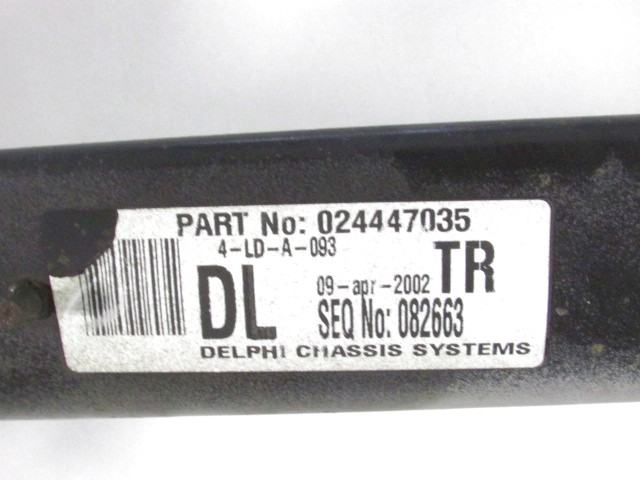 PART No: 024447035
4-LD-A-093
DL 09-apr-2002 TR
SEQ No: 082663
DELPHI CHASSIS SYSTEMS